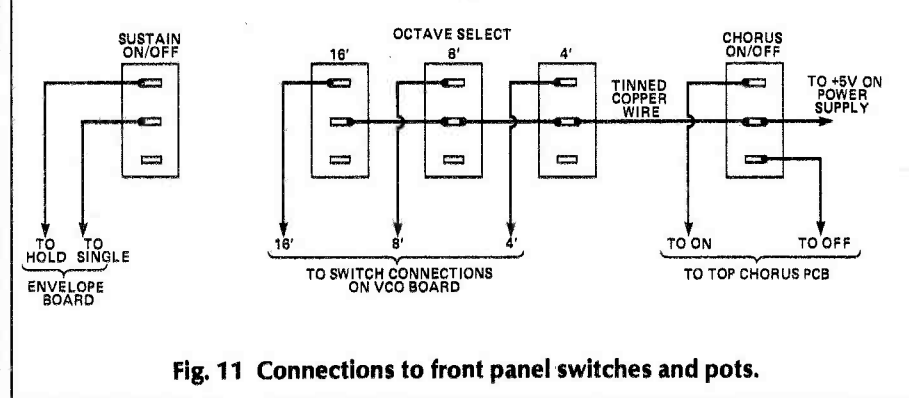 SUSTAIN
ON/OFF
OCTAVE SELECT
16'
8'
4'
CHORUS
ON/OFF
TINNED
COPPER
WIRE
TO +5V ON
POWER
SUPPLY
TO
HOLD
TO
SINGLE
ENVELOPE
BOARD
16'
8'
4'
TO SWITCH CONNECTIONS
ON VCO BOARD
TO ON
TO OFF
TO TOP CHORUS PCB
Fig. 11 Connections to front panel switches and pots.